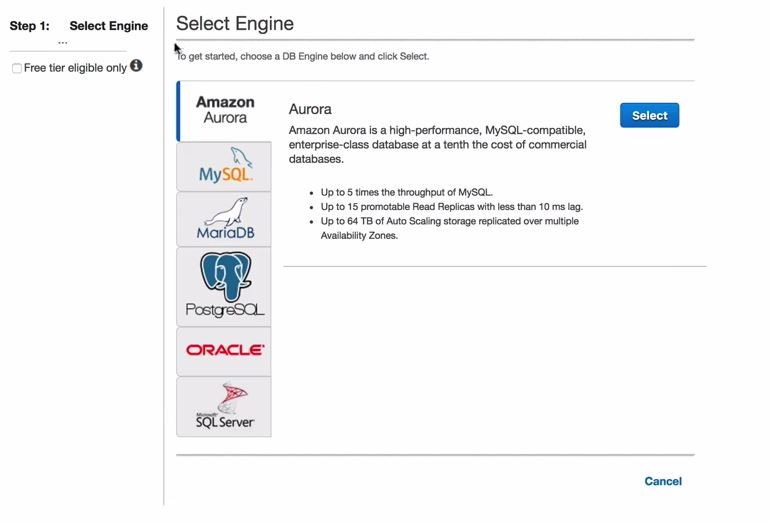 Step 1: Select Engine
...
Free tier eligible only
Select Engine
To get started, choose a DB Engine below and click Select.
Amazon
Aurora
MySQL
MariaDB
PostgreSQL
ORACLE
Microsoft
SQL Server
Aurora
Select
Amazon Aurora is a high-performance, MySQL-compatible,
enterprise-class database at a tenth the cost of commercial
databases.
Up to 5 times the throughput of MySQL.
Up to 15 promotable Read Replicas with less than 10 ms lag.
Up to 64 TB of Auto Scaling storage replicated over multiple
Availability Zones.
Cancel